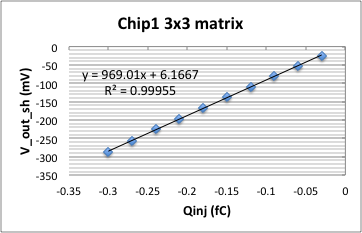 Chip1 3x3 matrix
0
-50
-100
-150
-200
-250
-300
-350
V_out_sh (mV)
y = 969.01x + 6.1667
R² = 0.99955
-0.35 -0.3 -0.25 -0.2 -0.15 -0.1 -0.05 0
Qinj (fC)